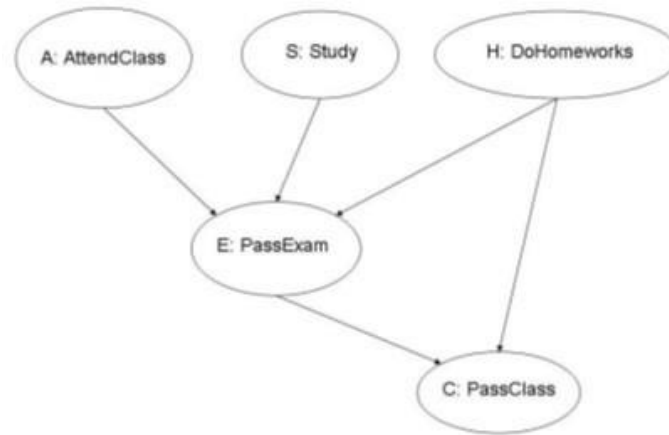 A: AttendClass
S: Study
H: DoHomeworks
E: PassExam
C: PassClass